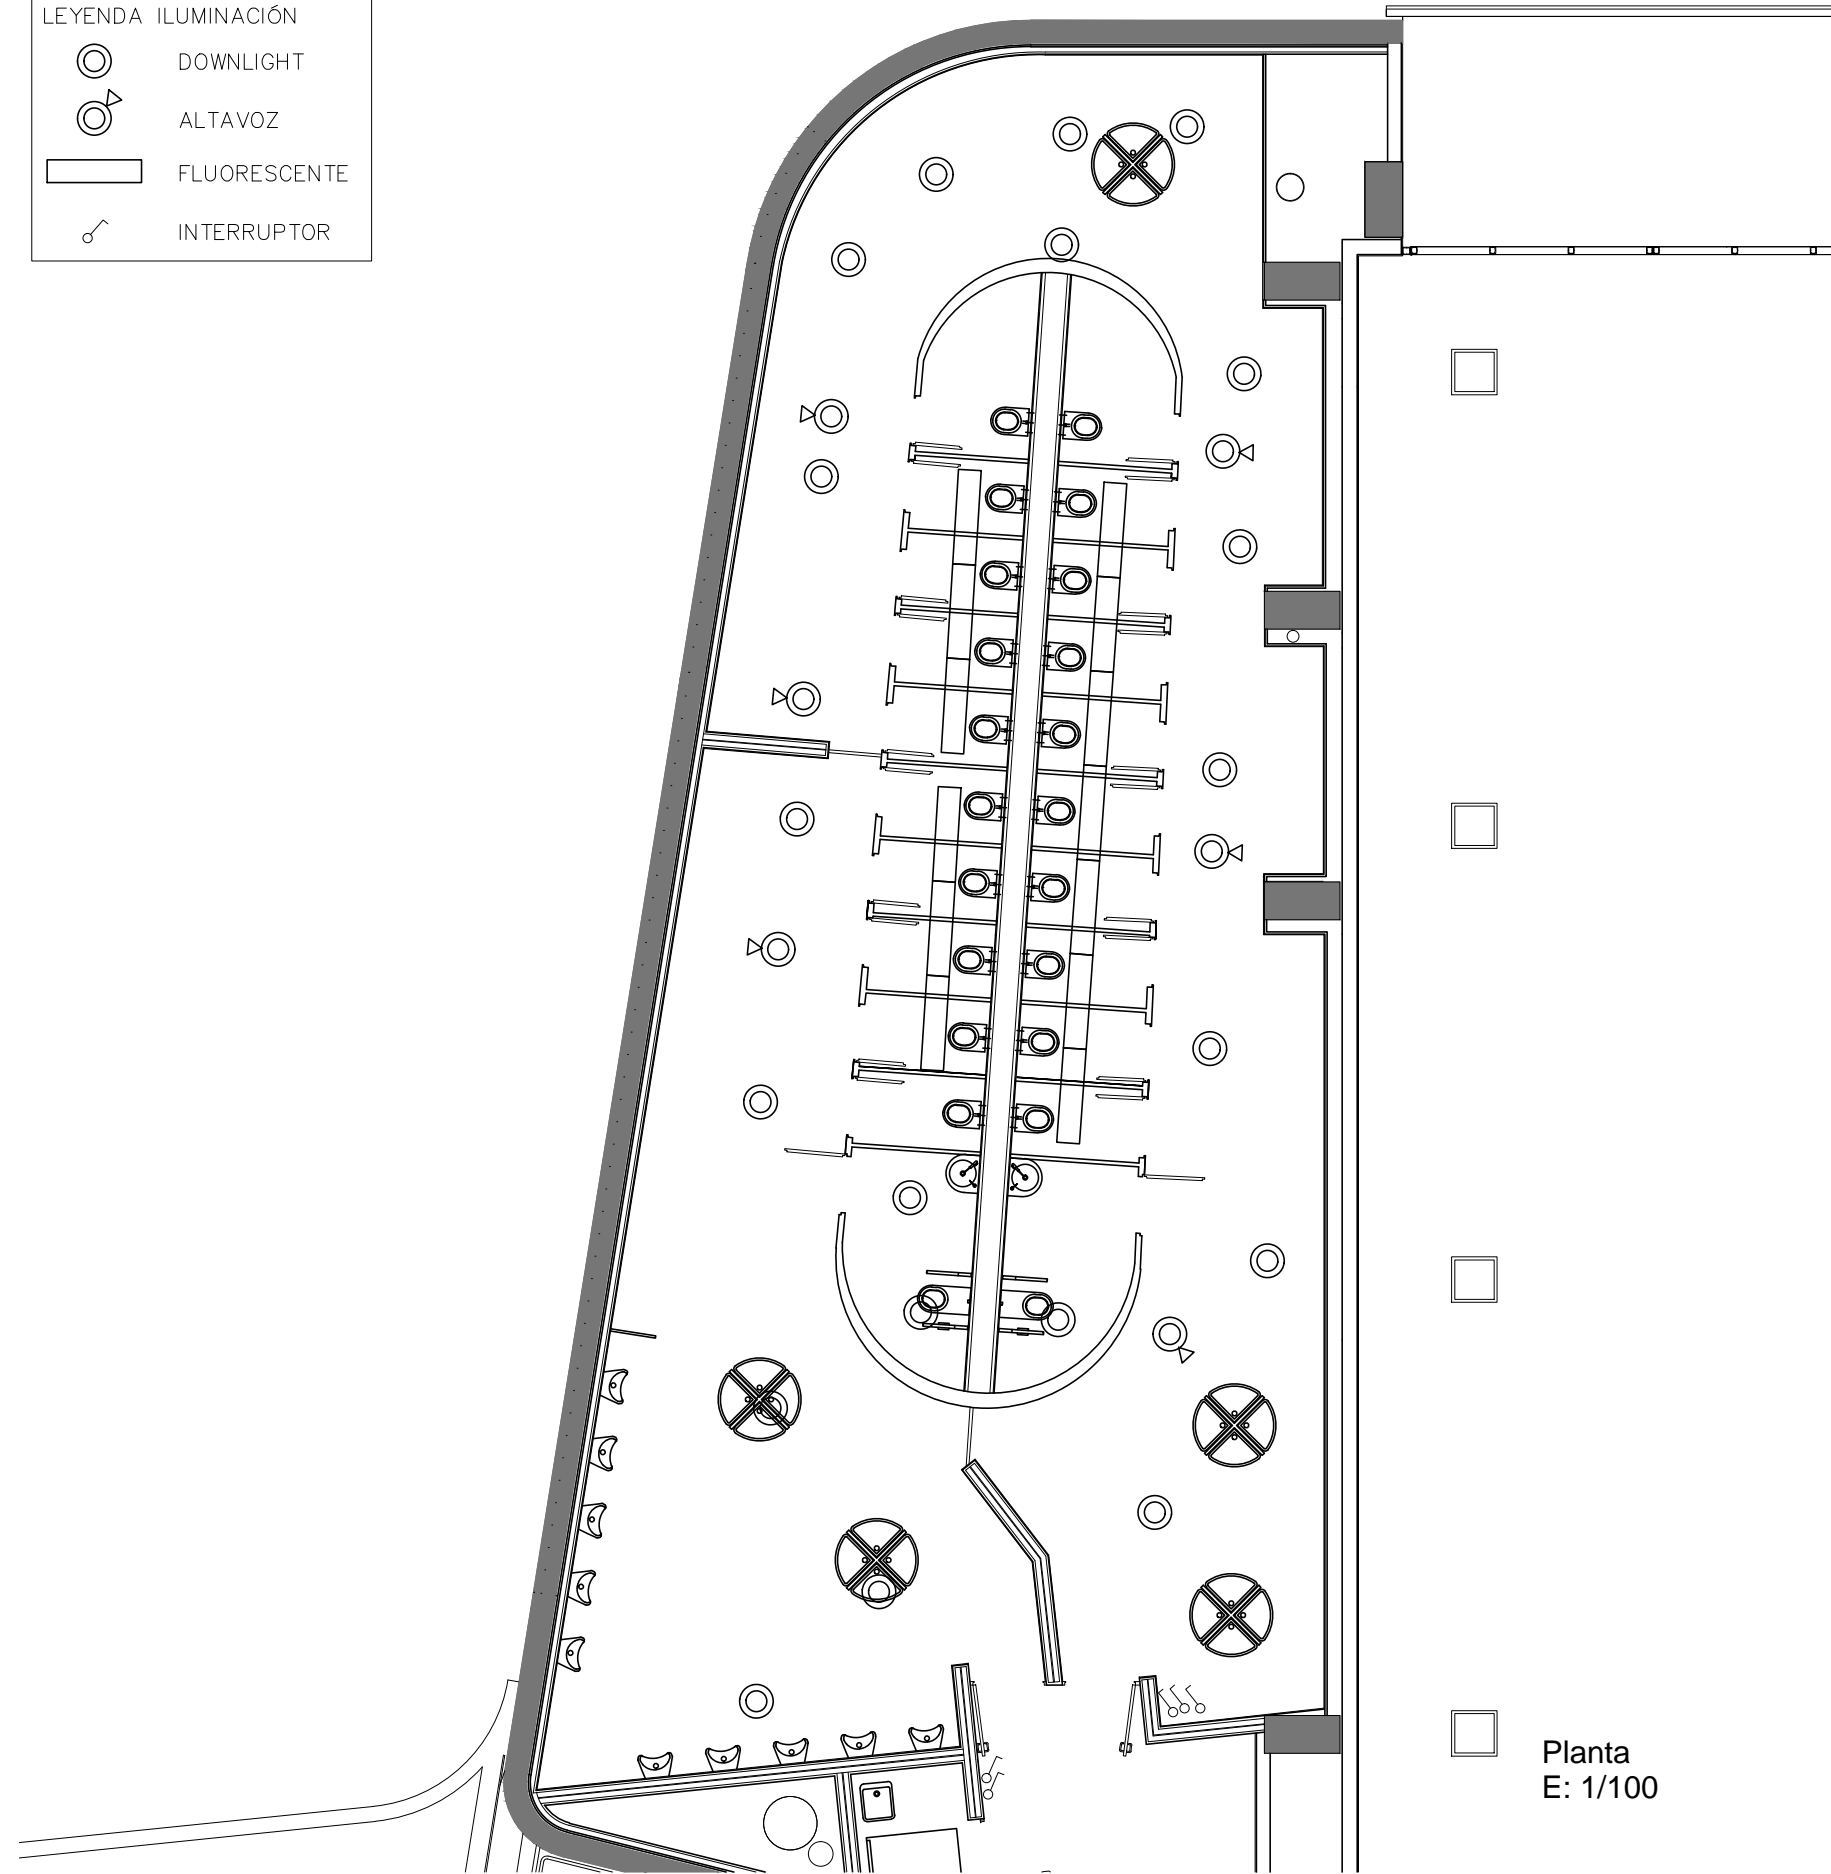 LEYENDA ILUMINACIÓN
DOWNLIGHT
ALTAVOZ
FLUORESCENTE
INTERRUPTOR
Planta
E: 1/100